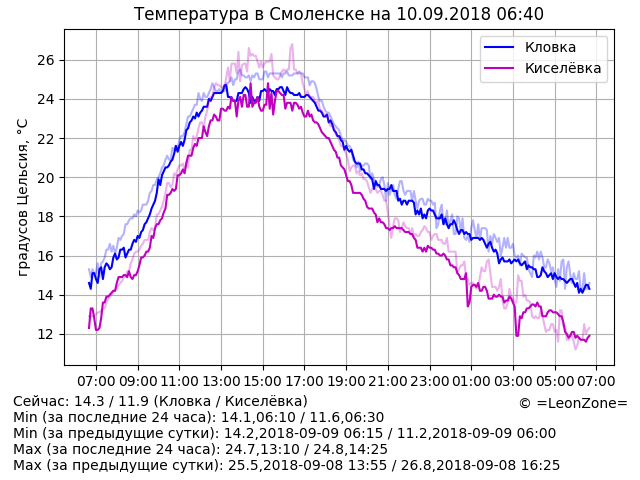 Температура в Смоленске на 10.09.2018 06:40
Кловка
Киселёвка
градусов Цельсия, °C
26
24
22
20
18
16
14
12
07:00 09:00 11:00 13:00 15:00 17:00 19:00 21:00 23:00 01:00 03:00 05:00 07:00
Сейчас: 14.3 / 11.9 (Кловка / Киселёвка)
© =LeonZone=
Min (за последние 24 часа): 14.1,06:10 / 11.6,06:30
Min (за предыдущие сутки): 14.2,2018-09-09 06:15 / 11.2,2018-09-09 06:00
Max (за последние 24 часа): 24.7,13:10 / 24.8,14:25
Max (за предыдущие сутки): 25.5,2018-09-08 13:55 / 26.8,2018-09-08 16:25